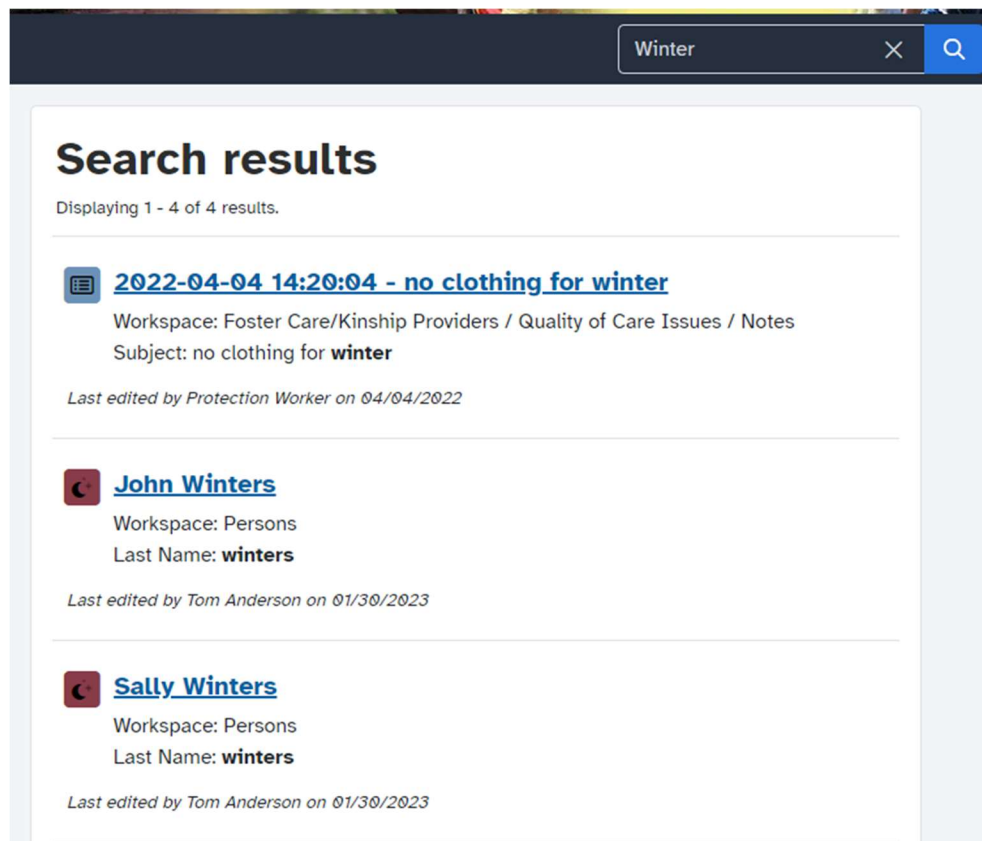 Winter
Search results
Displaying 1 - 4 of 4 results.
2022-04-04 14:20:04 - no clothing for winter
Workspace: Foster Care/Kinship Providers / Quality of Care Issues / Notes
Subject: no clothing for winter
Last edited by Protection Worker on 04/04/2022
John Winters
Workspace: Persons
Last Name: winters
Last edited by Tom Anderson on 01/30/2023
Sally Winters
Workspace: Persons
Last Name: winters
Last edited by Tom Anderson on 01/30/2023